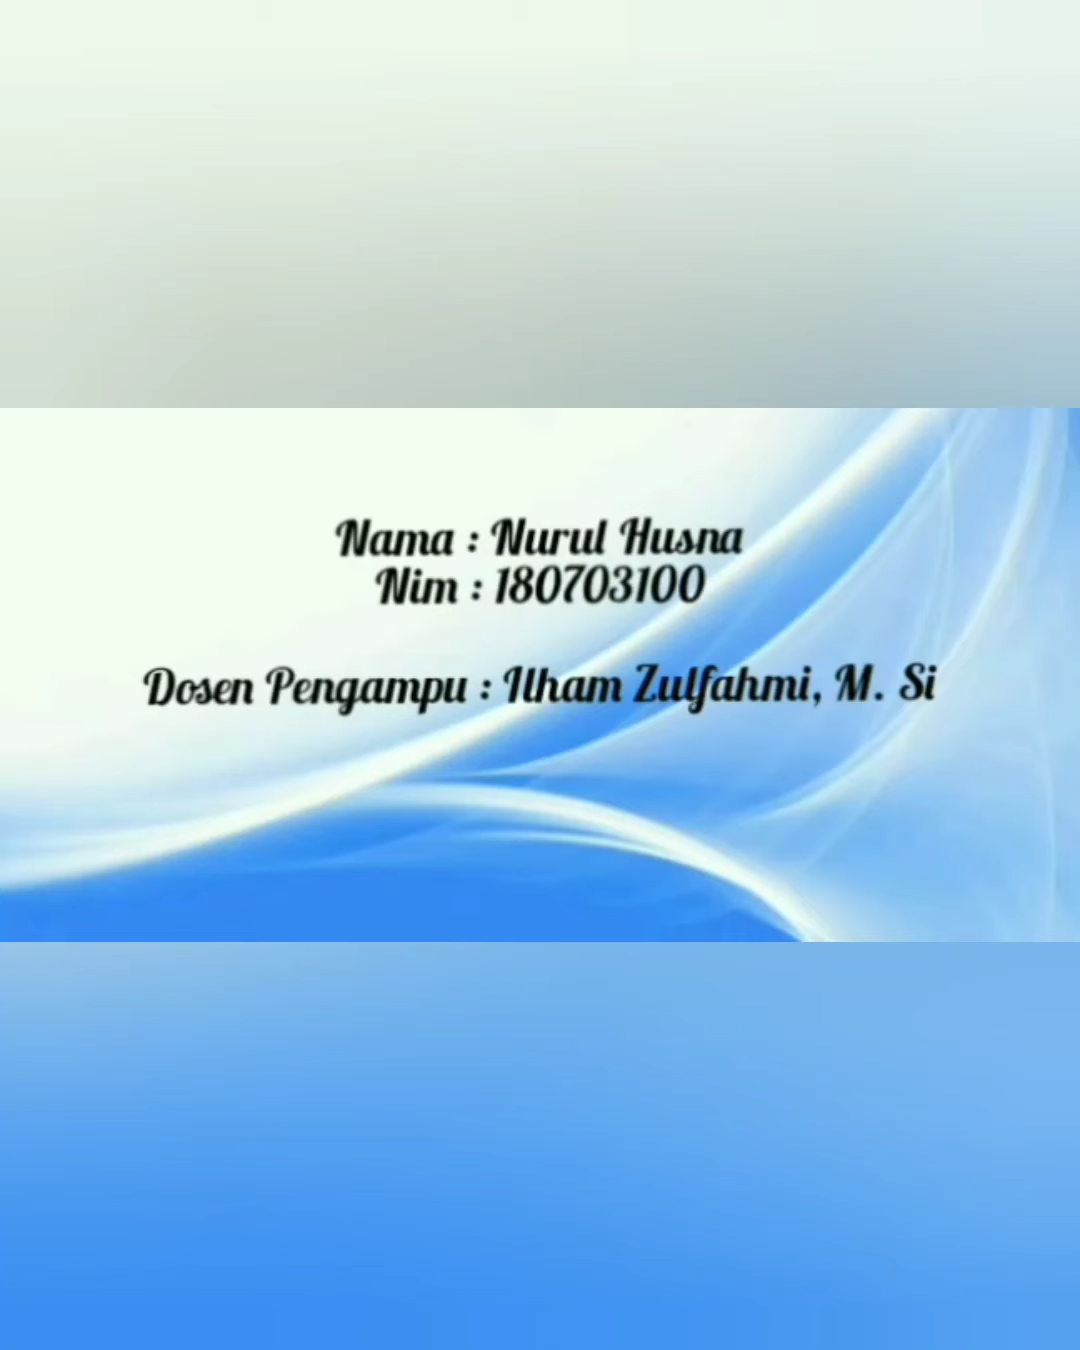 Nama : Nurul Husna
Nim : 180703100
Dosen Pengampu : Ilham Zulfahmi, M. Si